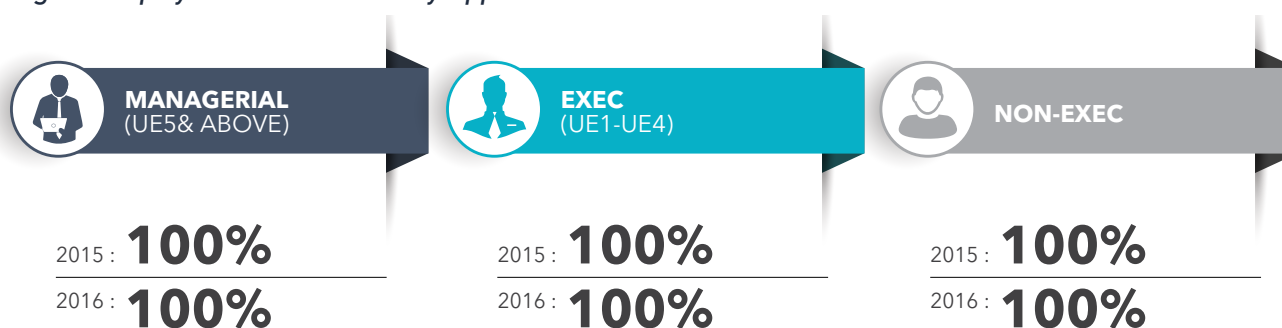 MANAGERIAL
(UE5& ABOVE)
2015 : 100%
2016 : 100%
EXEC
(UE1-UE4)
2015 : 100%
2016 : 100%
NON-EXEC
2015 : 100%
2016 : 100%